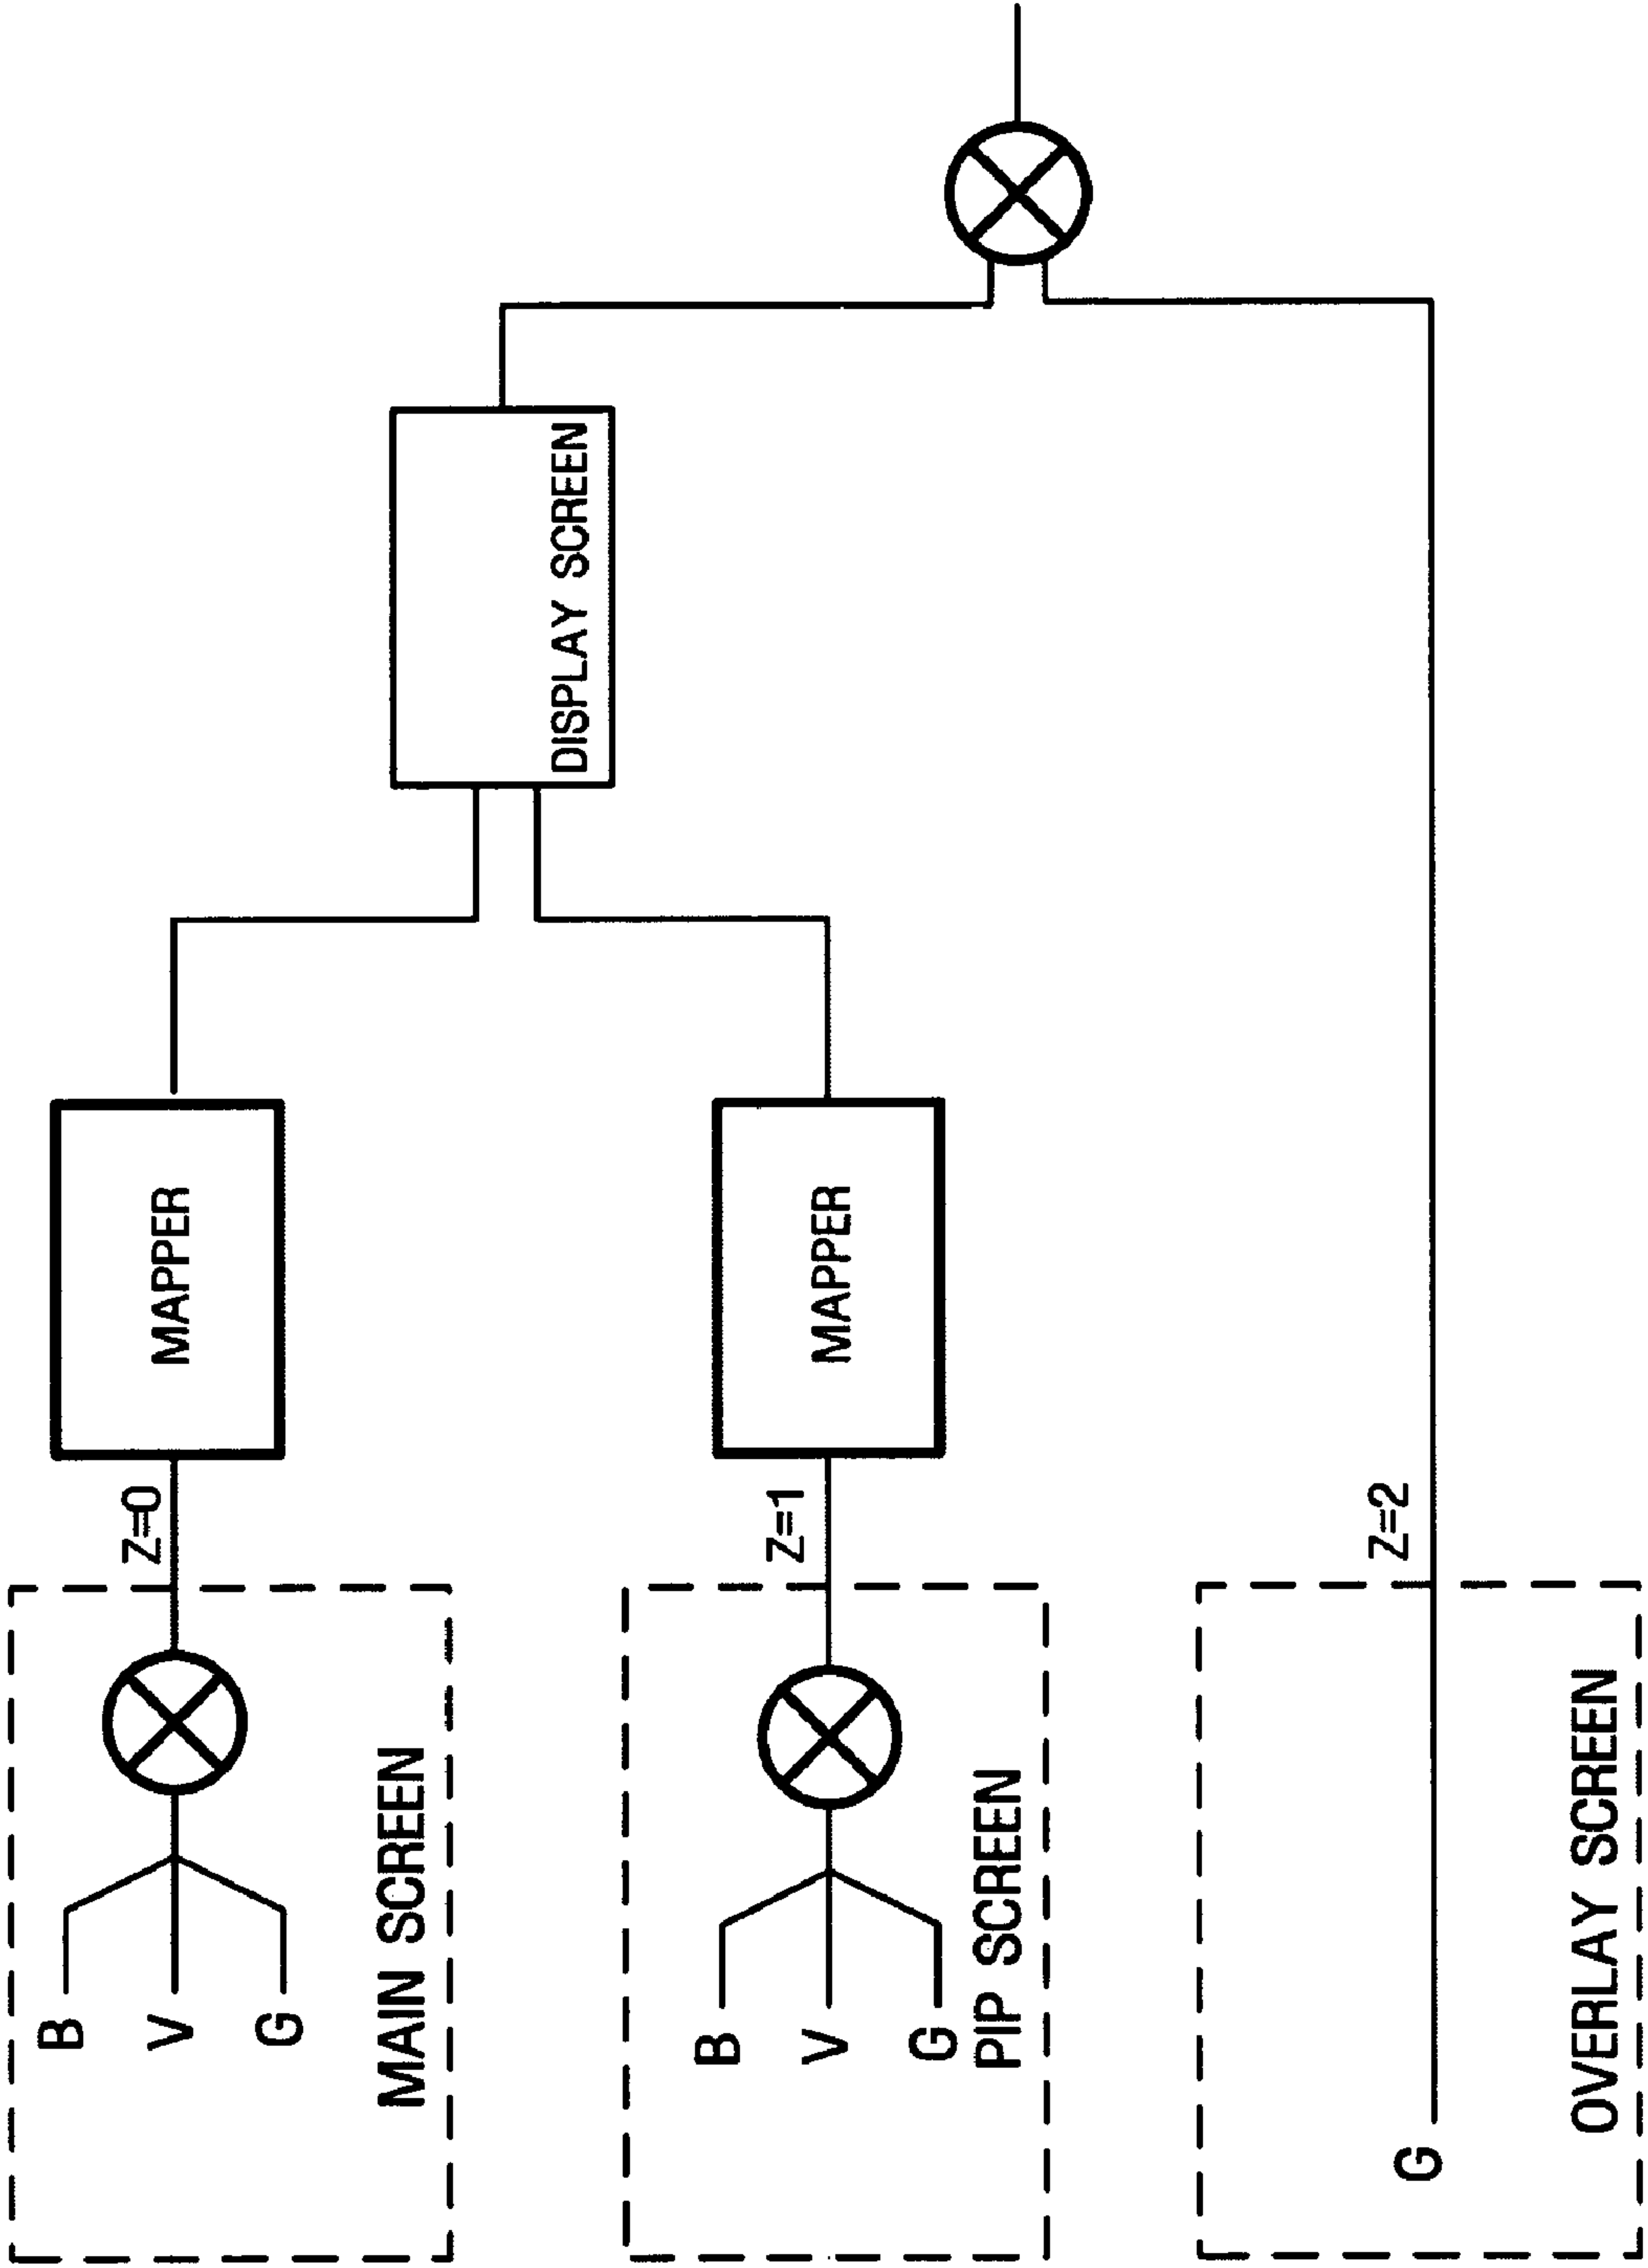 B
V
G
MAIN SCREEN
Z=0
MAPPER
B
V
G
PIP SCREEN
Z=1
MAPPER
DISPLAY SCREEN
G
OVERLAY SCREEN
Z=2